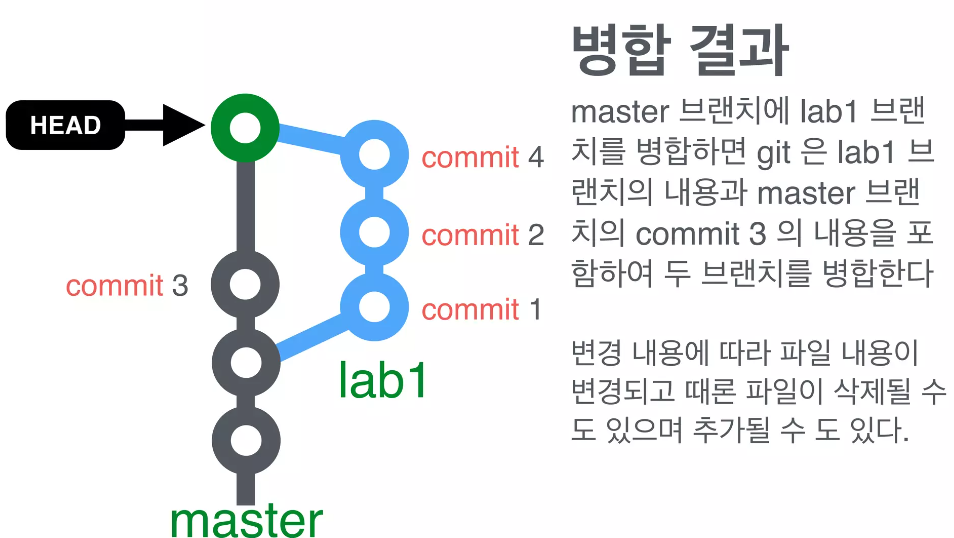 병합 결과
HEAD
master 브랜치에 lab1 브랜
치를 병합하면 git 은 lab1 브
랜치의 내용과 master 브랜
치의 commit 3 의 내용을 포
함하여 두 브랜치를 병합한다
변경 내용에 따라 파일 내용이
변경되고 때론 파일이 삭제될 수
도 있으며 추가될 수 도 있다.
commit 4
commit 2
commit 3
commit 1
lab1
master